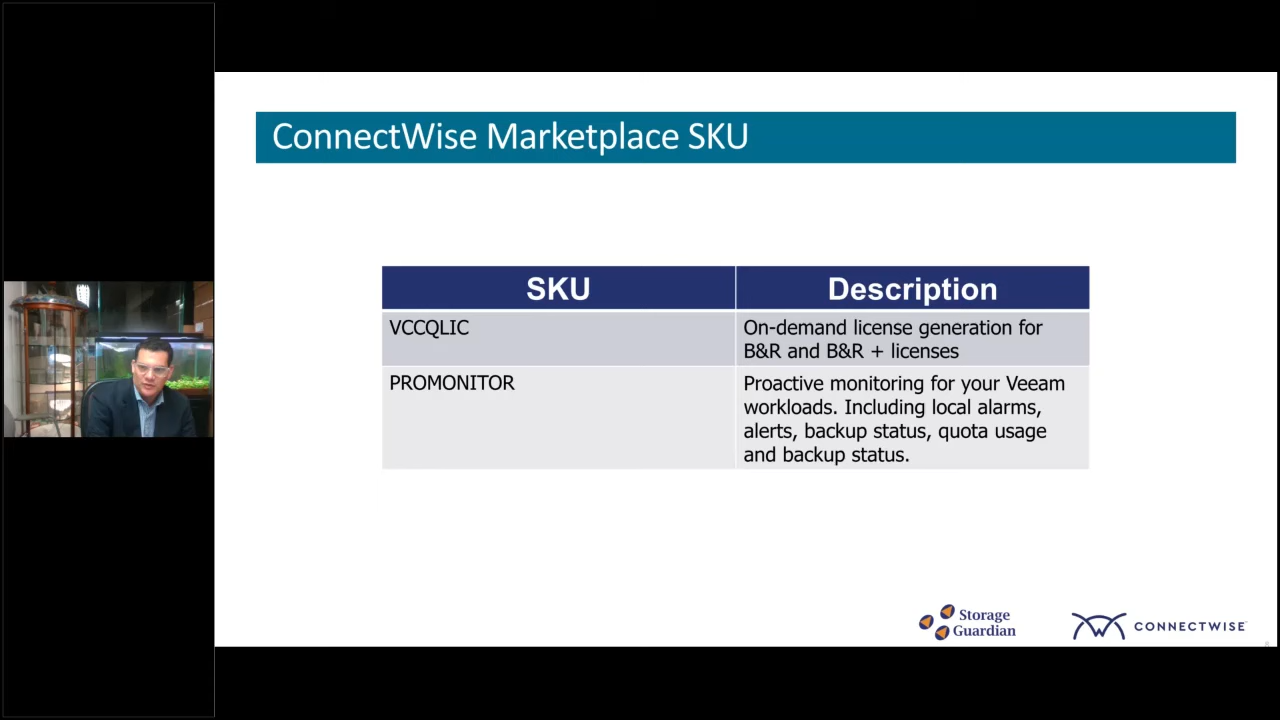 ConnectWise Marketplace SKU
SKU Description
VCCQLIC
On-demand license generation for
B&R and B&R + licenses
PROMONITOR
Proactive monitoring for your Veeam
workloads. Including local alarms,
alerts, backup status, quota usage
and backup status.
Storage
Guardian
CONNECTWISE